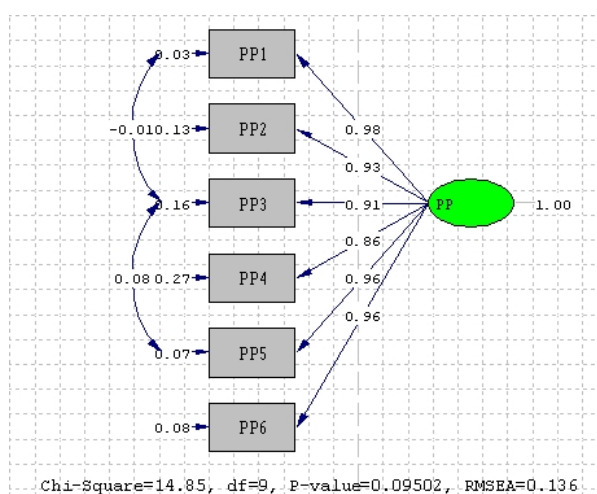 0.03 PP1
0.98
-0.01 0.13 PP2
0.93
0.16 PP3 0.91 PP 1.00
0.86
0.08 0.27 PP4 0.96
0.96
0.07 PP5
0.08 PP6
Chi-Square=14.85, df=9, P-value=0.09502, RMSEA=0.136